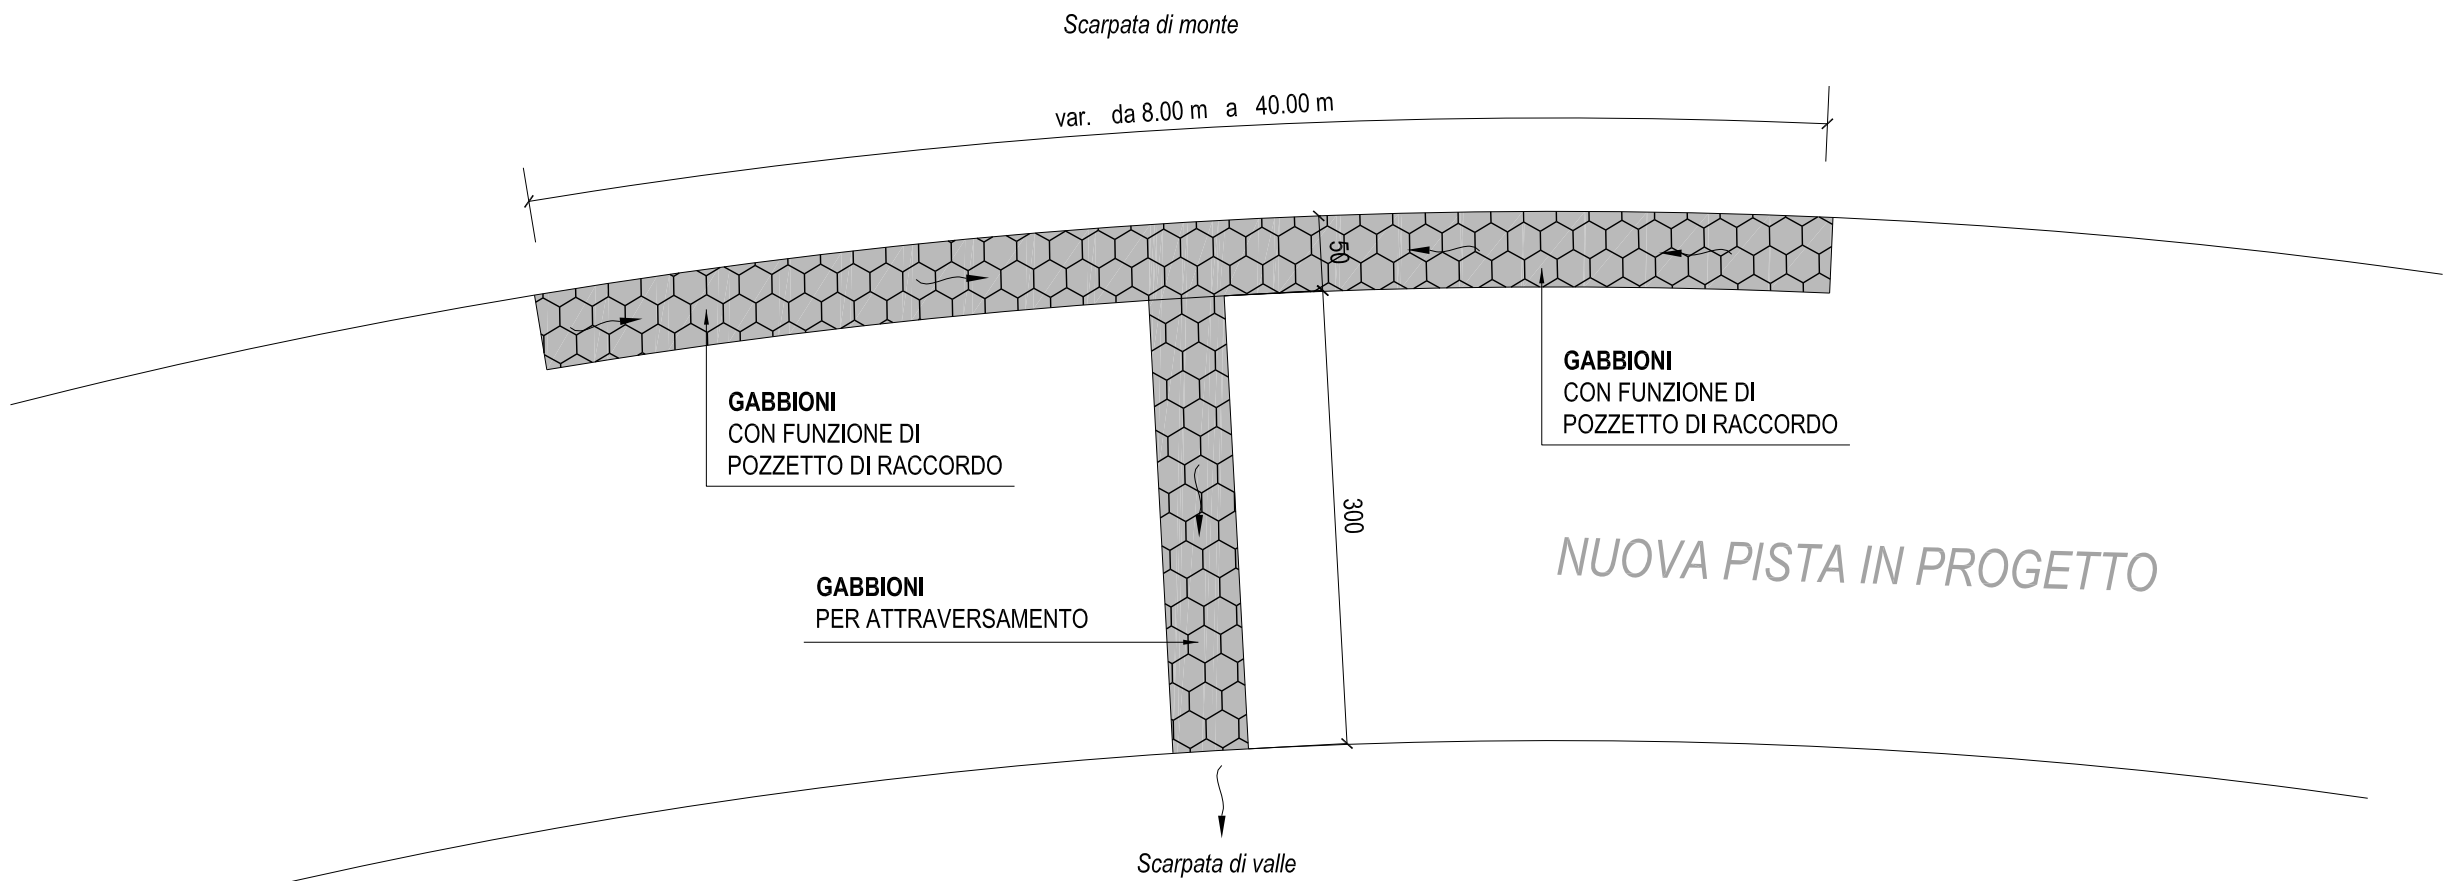 Scarpata di monte
var. da 8.00 m a 40.00 m
50
GABBIONI
CON FUNZIONE DI
POZZETTO DI RACCORDO
GABBIONI
CON FUNZIONE DI
POZZETTO DI RACCORDO
300
NUOVA PISTA IN PROGETTO
GABBIONI
PER ATTRAVERSAMENTO
Scarpata di valle